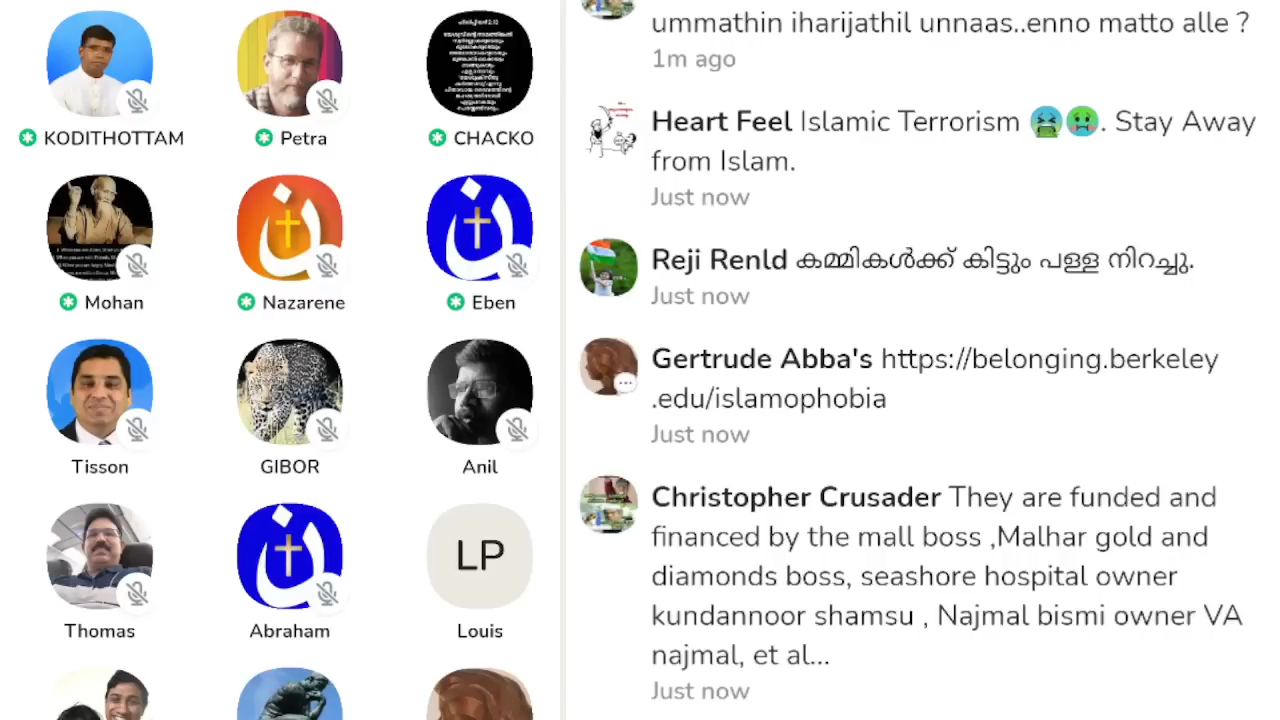 KODITHOTTAM
Petra
CHACKO
Mohan
Nazarene
Eben
Tisson
GIBOR
Anil
LP
Thomas
Abraham
Louis
ummathin iharijathil unnaas..enno matto alle ?
1m ago
Heart Feel Islamic Terrorism 🤮🤢. Stay Away
from Islam.
Just now
Reji Renld കമ്മികൾക്ക് കിട്ടും പള്ള നിറച്ചു.
Just now
Gertrude Abba's https://belonging.berkeley
.edu/islamophobia
Just now
Christopher Crusader They are funded and
financed by the mall boss ,Malhar gold and
diamonds boss, seashore hospital owner
kundannoor shamsu , Najmal bismi owner VA
najmal, et al...
Just now